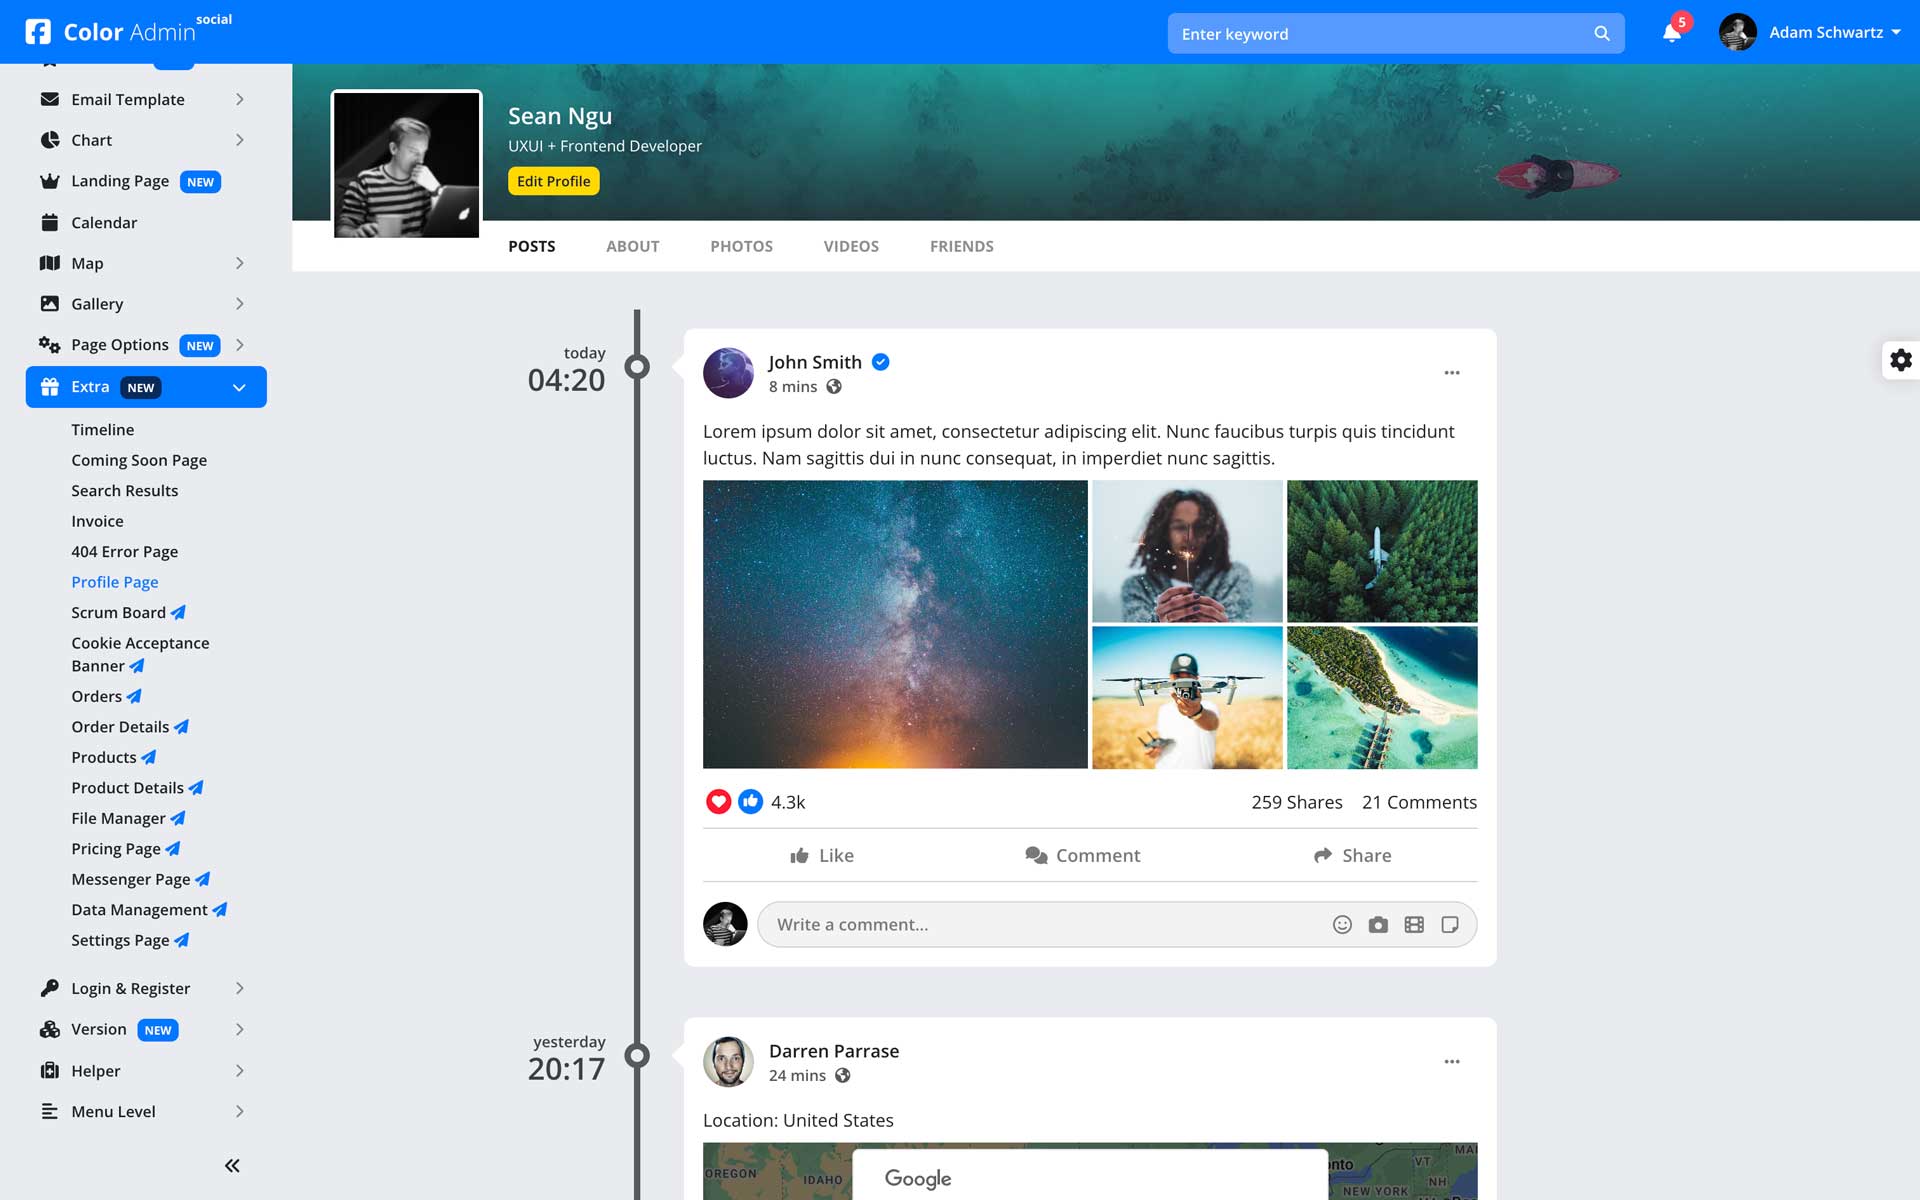 Color Admin social
Enter keyword
5
Adam Schwartz
Email Template
Chart
Landing Page NEW
Calendar
Map
Gallery
Page Options NEW
Extra NEW
Timeline
Coming Soon Page
Search Results
Invoice
404 Error Page
Profile Page
Scrum Board
Cookie Acceptance
Banner
Orders
Order Details
Products
Product Details
File Manager
Pricing Page
Messenger Page
Data Management
Settings Page
Login & Register
Version NEW
Helper
Menu Level
Sean Ngu
UXUI + Frontend Developer
Edit Profile
POSTS ABOUT PHOTOS VIDEOS FRIENDS
today
04:20
John Smith
8 mins
Lorem ipsum dolor sit amet, consectetur adipiscing elit. Nunc faucibus turpis quis tincidunt
luctus. Nam sagittis dui in nunc consequat, in imperdiet nunc sagittis.
4.3k
259 Shares 21 Comments
Like Comment Share
Write a comment...
yesterday
20:17
Darren Parrase
24 mins
Location: United States
OREGON
IDAHO
Google
onto
VT
NH
NEW YORK